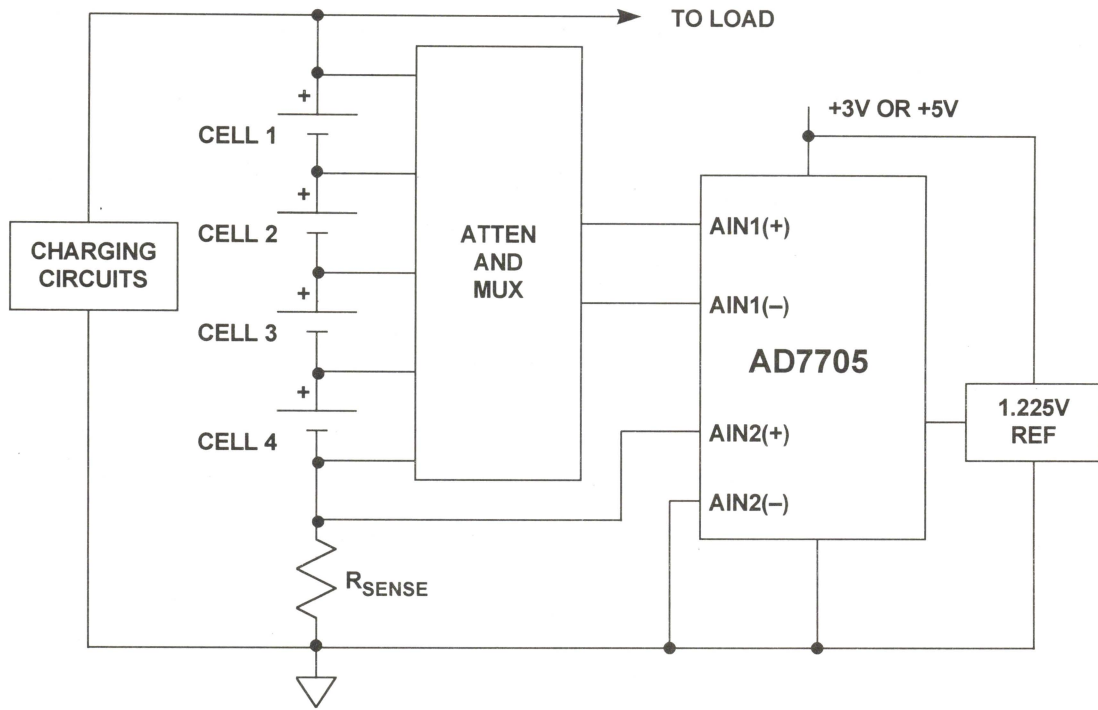 TO LOAD
+3V OR +5V
+
CELL 1
+
CELL 2
+
CELL 3
+
CELL 4
CHARGING
CIRCUITS
ATTEN
AND
MUX
AIN1(+)
AIN1(–)
AD7705
AIN2(+)
AIN2(–)
1.225V
REF
RSENSE